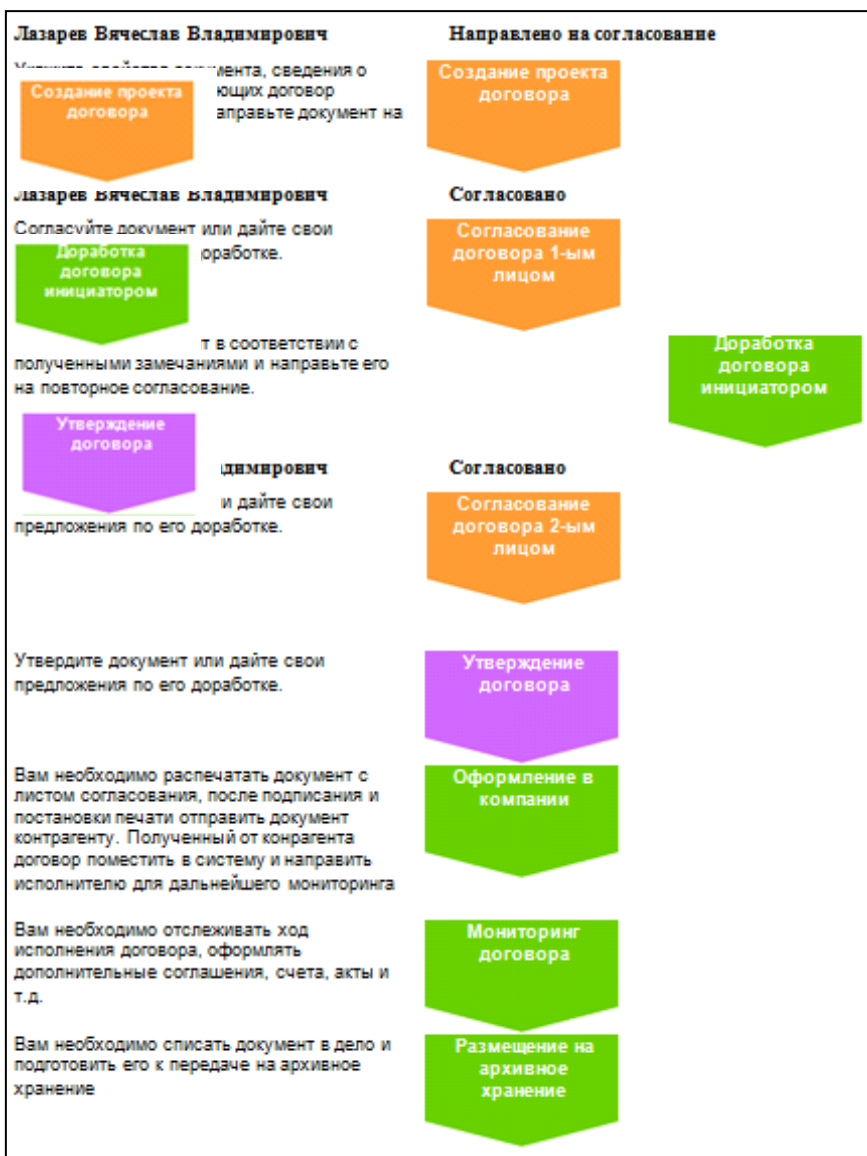 Лазарев Вячеслав Владимирович
Направлено на согласование
сведения о
договор
документ на
Создание проекта
договора
Создание проекта
договора
Лазарев Вячеслав Владимирович
Согласовано
Согласуйте документ или дайте свои
Доработка
договора
инициатором
Согласование
договора 1-ым
лицом
в соответствии с
полученными замечаниями и направьте его
на повторное согласование.
Доработка
договора
инициатором
Утверждение
договора
Согласовано
и дайте свои
предложения по его доработке.
Согласование
договора 2-ым
лицом
Утвердите документ или дайте свои
предложения по его доработке.
Утверждение
договора
Вам необходимо распечатать документ с
листом согласования, после подписания и
постановки печати отправить документ
контрагенту. Полученный от конрагента
договор поместить в систему и направить
исполнителю для дальнейшего мониторинга
Оформление в
компании
Вам необходимо отслеживать ход
исполнения договора, оформлять
дополнительные соглашения, счета, акты и
т.д.
Мониторинг
договора
Вам необходимо списать документ в дело и
подготовить его к передаче на архивное
хранение
Размещение на
архивное
хранение